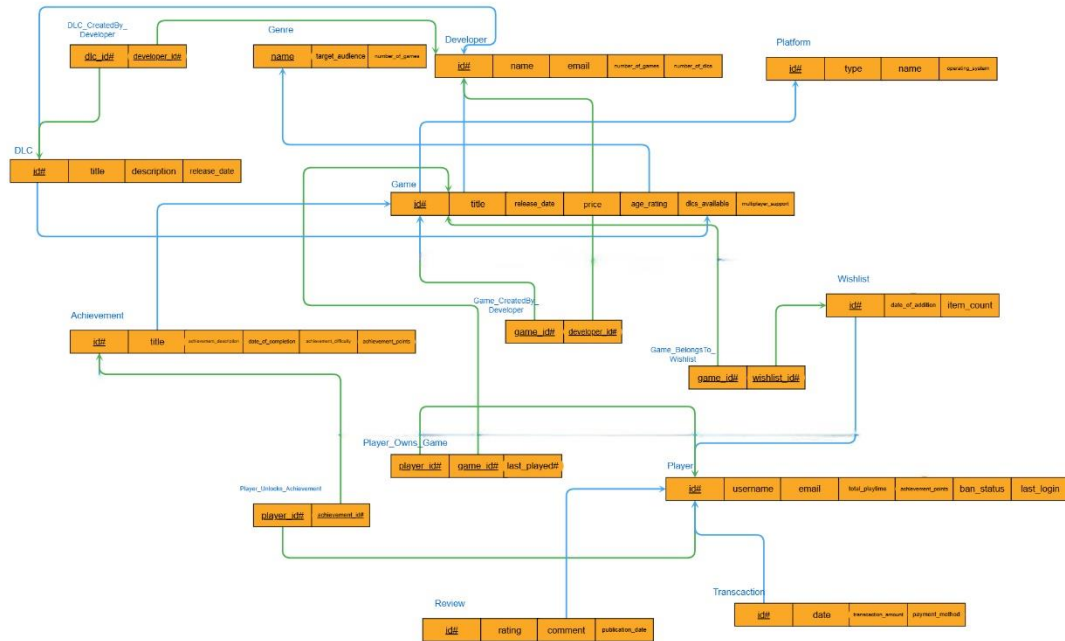 DLC_CreatedBy_
Developer
Genre
Developer
Platform
dlc_id# developer_id#
name target_audience number_of_games
id# name email number_of_games number_of_dlcs
id# type name operating_system
DLC
id# title description release_date
Game
id# title release_date price age_rating dlcs_available multiplayer_support
Wishlist
Game_CreatedBy_
Developer
id# date_of_addition item_count
Achievement
game_id# developer_id#
id# title achievement_description date_of_completion achievement_difficulty achievement_points
Game_BelongsTo_
Wishlist
game_id# wishlist_id#
Player_Owns_Game
player_id# game_id# last_played#
Player
Player_Unlocks_Achievement
id# username email total_playtime achievement_points ban_status last_login
player_id# achievement_id#
Transcaction
Review
id# date transcaction_amount payment_method
id# rating comment publication_date